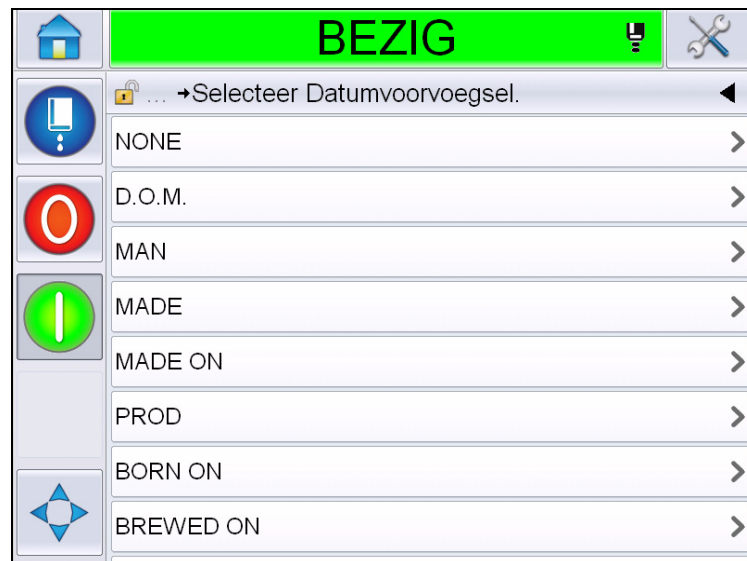 BEZIG
... →Selecteer Datumvoorvoegsel.
NONE
D.O.M.
MAN
MADE
MADE ON
PROD
BORN ON
BREWED ON